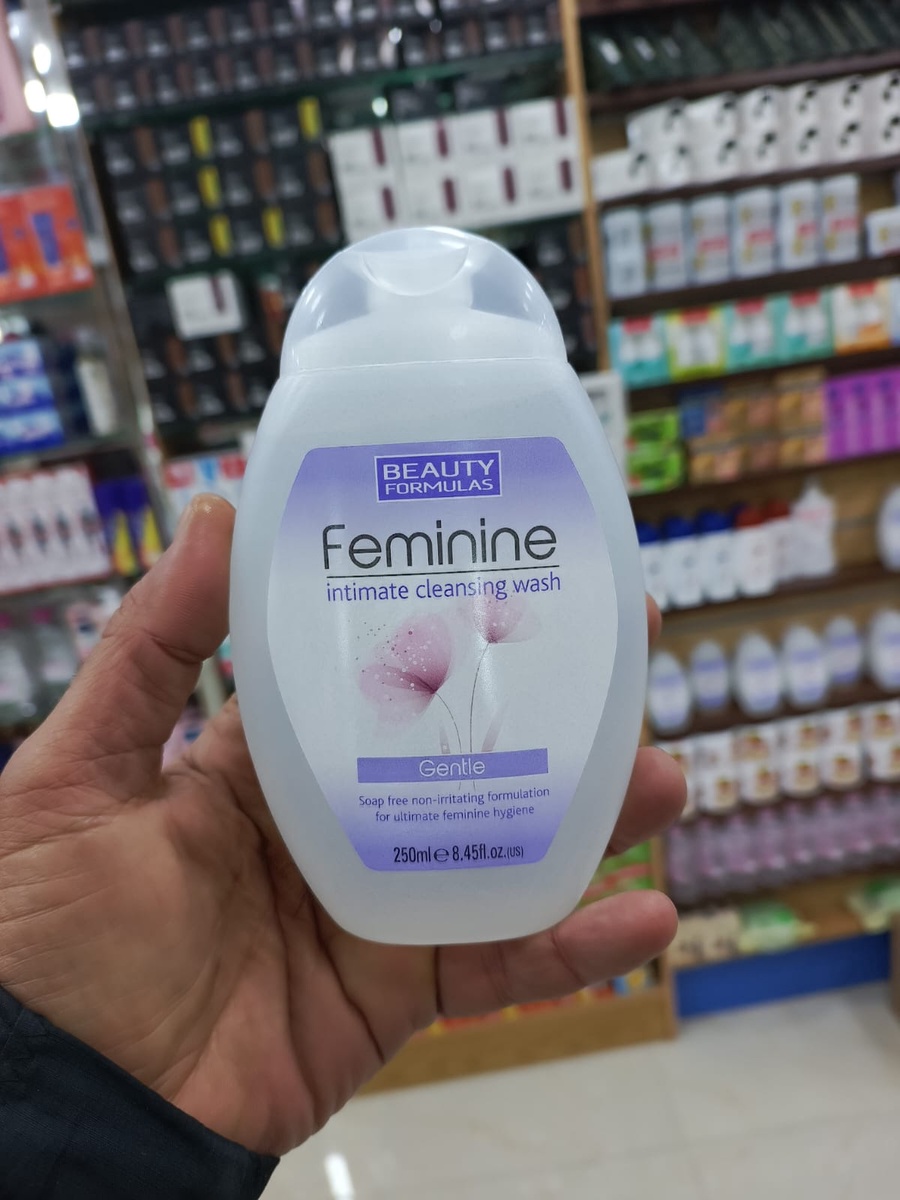 BEAUTY
FORMULAS
Feminine
intimate cleansing wash
Gentle
Soap free non-irritating formulation
for ultimate feminine hygiene
250ml ℮ 8.45fl.oz.(US)